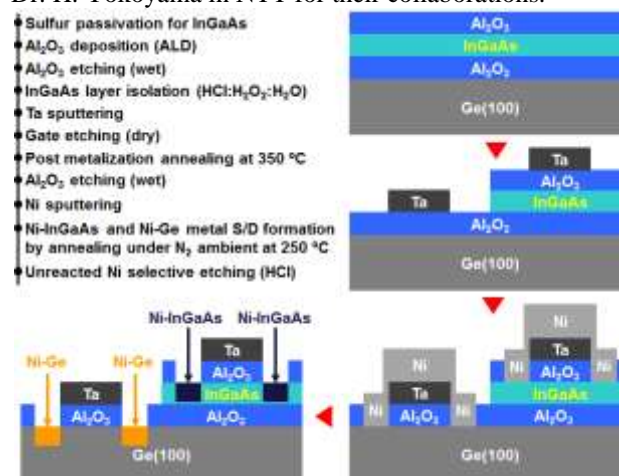 Dr. H. Yokoyama in NTT for their collaborations.
Sulfur passivation for InGaAs
Al₂O₃ deposition (ALD)
Al₂O₃ etching (wet)
InGaAs layer isolation (HCl:H₂O₂:H₂O)
Ta sputtering
Gate etching (dry)
Post metalization annealing at 350 ºC
Al₂O₃ etching (wet)
Ni sputtering
Ni-InGaAs and Ni-Ge metal S/D formation
by annealing under N₂ ambient at 250 ºC
Unreacted Ni selective etching (HCl)
Al₂O₃
InGaAs
Al₂O₃
Ge(100)
Ta
Al₂O₃
Ta
InGaAs
Al₂O₃
Ge(100)
Ni-InGaAs Ni-InGaAs
Ni-Ge Ni-Ge
Ta
Al₂O₃
Ta
InGaAs
Al₂O₃
Al₂O₃
Ge(100)
Ni
Ta
Ni
Al₂O₃
Ni
Ni
Ta
InGaAs
Ni
Al₂O₃
Ni
Al₂O₃
Ge(100)